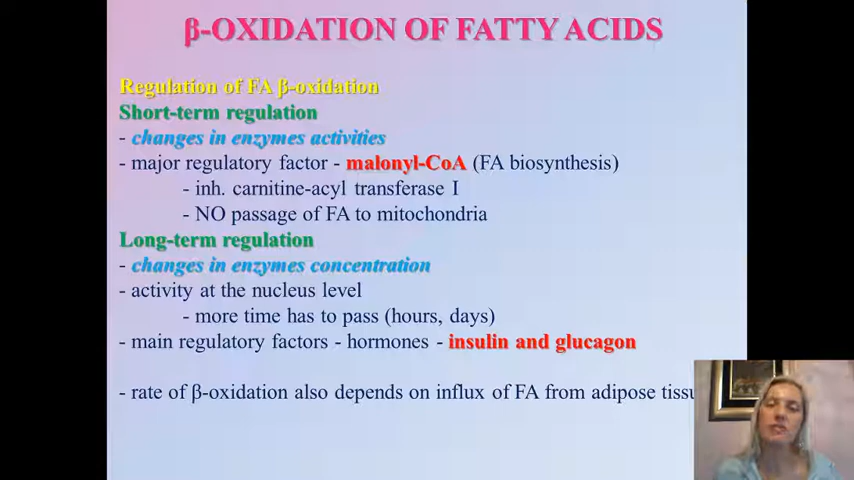 β-OXIDATION OF FATTY ACIDS
Regulation of FA β-oxidation
Short-term regulation
- changes in enzymes activities
- major regulatory factor - malonyl-CoA (FA biosynthesis)
- inh. carnitine-acyl transferase I
- NO passage of FA to mitochondria
Long-term regulation
- changes in enzymes concentration
- activity at the nucleus level
- more time has to pass (hours, days)
- main regulatory factors - hormones - insulin and glucagon
- rate of β-oxidation also depends on influx of FA from adipose tissu